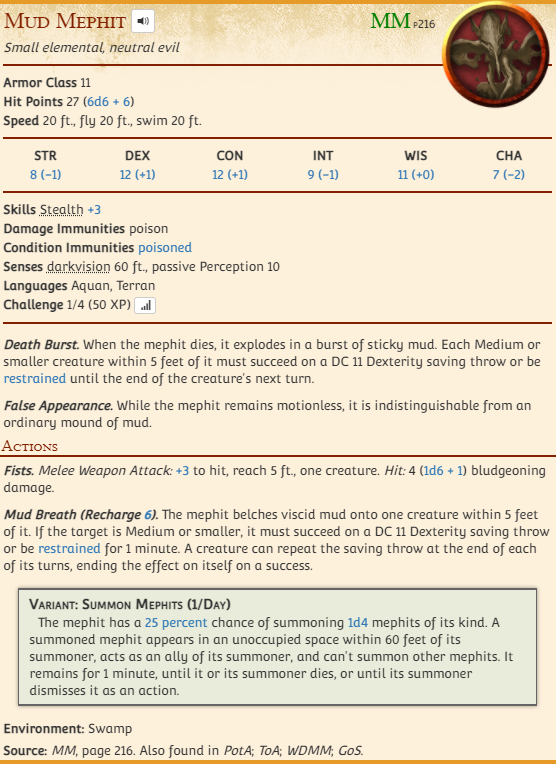 Mud Mephit MM P216
Small elemental, neutral evil
Armor Class 11
Hit Points 27 (6d6 + 6)
Speed 20 ft., fly 20 ft., swim 20 ft.
STR DEX CON INT WIS CHA
8 (−1) 12 (+1) 12 (+1) 9 (−1) 11 (+0) 7 (−2)
Skills Stealth +3
Damage Immunities poison
Condition Immunities poisoned
Senses darkvision 60 ft., passive Perception 10
Languages Aquan, Terran
Challenge 1/4 (50 XP)
Death Burst. When the mephit dies, it explodes in a burst of sticky mud. Each Medium or
smaller creature within 5 feet of it must succeed on a DC 11 Dexterity saving throw or be
restrained until the end of the creature's next turn.
False Appearance. While the mephit remains motionless, it is indistinguishable from an
ordinary mound of mud.
Actions
Fists. Melee Weapon Attack: +3 to hit, reach 5 ft., one creature. Hit: 4 (1d6 + 1) bludgeoning
damage.
Mud Breath (Recharge 6). The mephit belches viscid mud onto one creature within 5 feet
of it. If the target is Medium or smaller, it must succeed on a DC 11 Dexterity saving throw
or be restrained for 1 minute. A creature can repeat the saving throw at the end of each
of its turns, ending the effect on itself on a success.
Variant: Summon Mephits (1/Day)
The mephit has a 25 percent chance of summoning 1d4 mephits of its kind. A
summoned mephit appears in an unoccupied space within 60 feet of its
summoner, acts as an ally of its summoner, and can't summon other mephits. It
remains for 1 minute, until it or its summoner dies, or until its summoner
dismisses it as an action.
Environment: Swamp
Source: MM, page 216. Also found in PotA; ToA; WDMM; GoS.